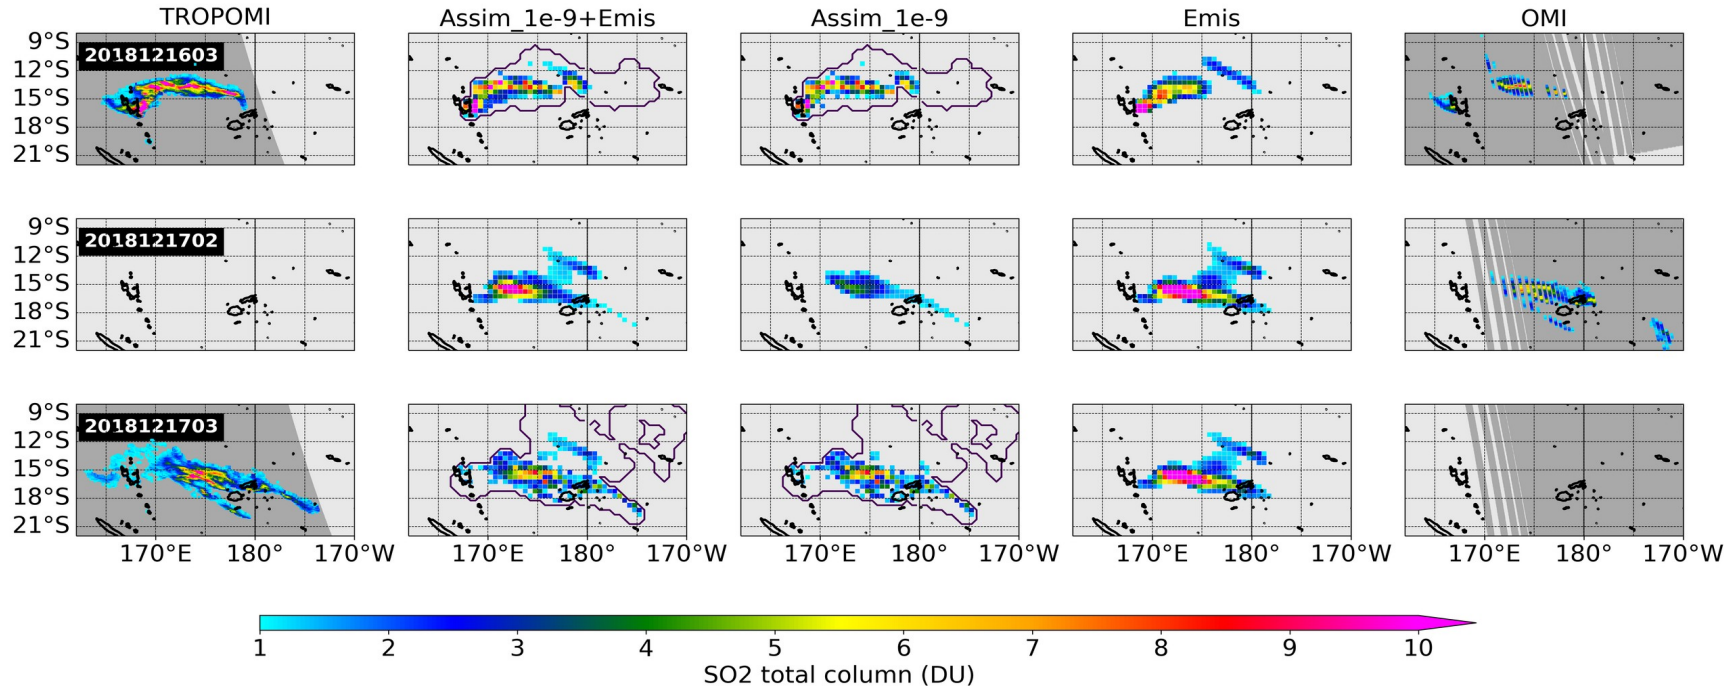 TROPOMI Assim_1e-9+Emis Assim_1e-9 Emis OMI
9°S
2018121603
12°S
15°S
18°S
21°S
9°S
2018121702
12°S
15°S
18°S
21°S
9°S
2018121703
12°S
15°S
18°S
21°S
170°E 180° 170°W 170°E 180° 170°W 170°E 180° 170°W 170°E 180° 170°W 170°E 180° 170°W
1 2 3 4 5 6 7 8 9 10
SO2 total column (DU)